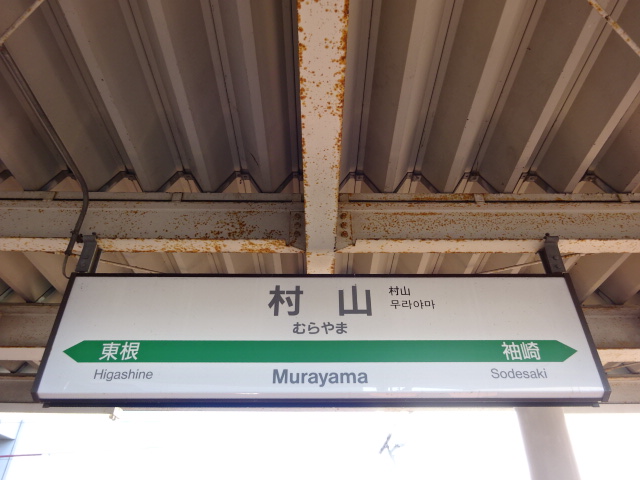 村山
村山
무라야마
むらやま
東根 袖崎
Higashine Murayama Sodesaki